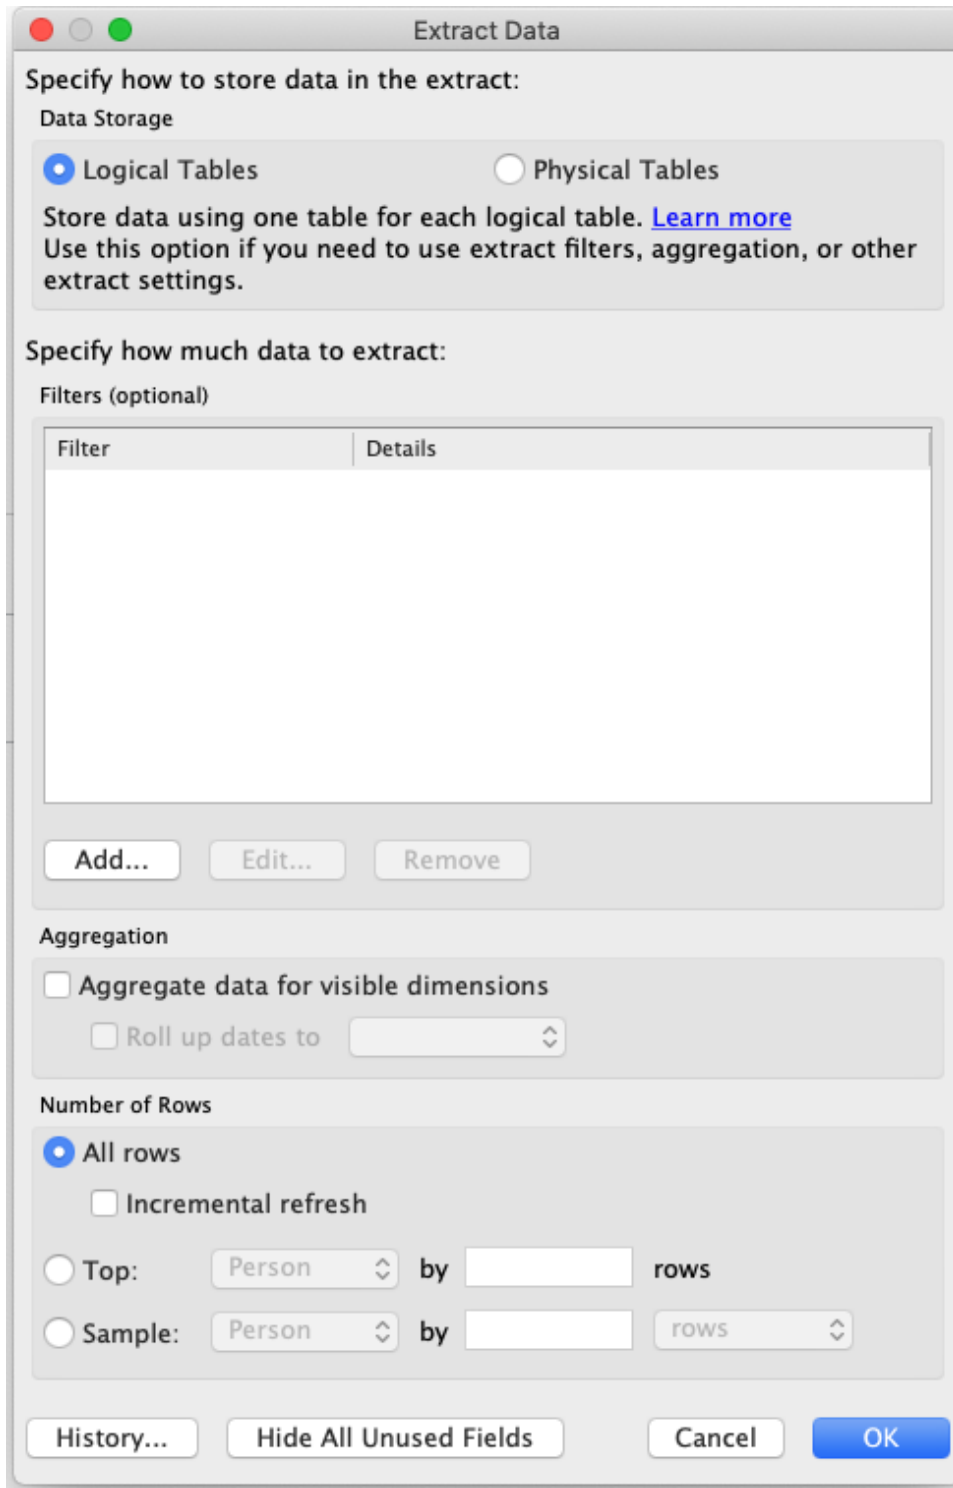 Extract Data
Specify how to store data in the extract:
Data Storage
Logical Tables Physical Tables
Store data using one table for each logical table. Learn more
Use this option if you need to use extract filters, aggregation, or other
extract settings.
Specify how much data to extract:
Filters (optional)
Filter Details
Add... Edit... Remove
Aggregation
Aggregate data for visible dimensions
Roll up dates to
Number of Rows
All rows
Incremental refresh
Top: Person by rows
Sample: Person by rows
History... Hide All Unused Fields Cancel OK